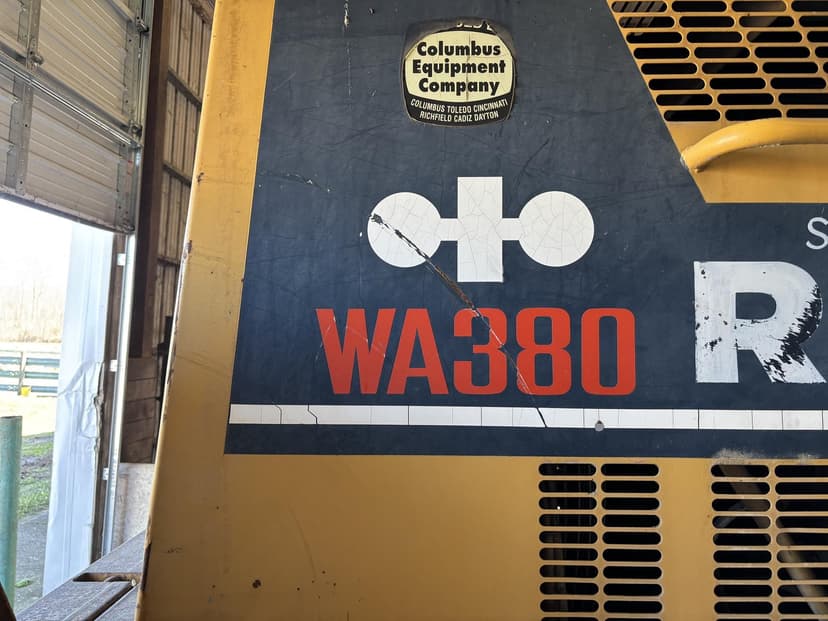 Columbus
Equipment
Company
COLUMBUS TOLEDO CINCINNATI
RICHFIELD CADIZ DAYTON
WA380
S
R